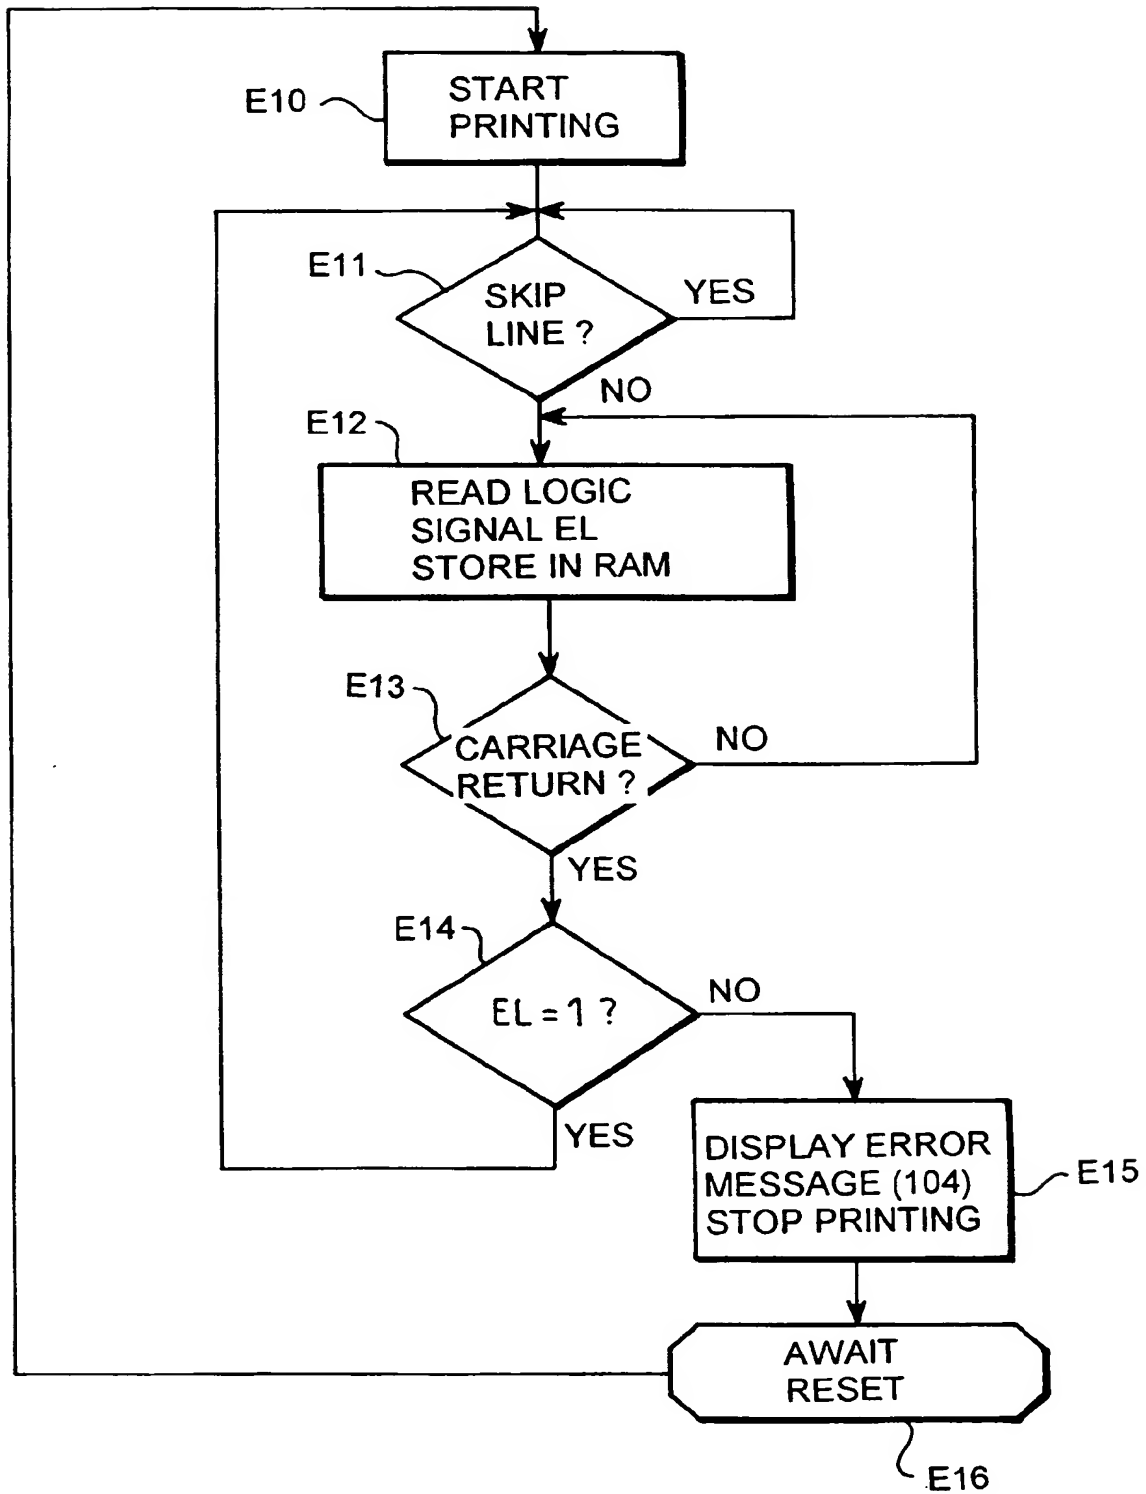 E10
START
PRINTING
E11
SKIP
LINE ?
YES
NO
E12
READ LOGIC
SIGNAL EL
STORE IN RAM
E13
CARRIAGE
RETURN ?
NO
YES
E14
EL = 1 ?
NO
YES
DISPLAY ERROR
MESSAGE (104)
STOP PRINTING
E15
AWAIT
RESET
E16